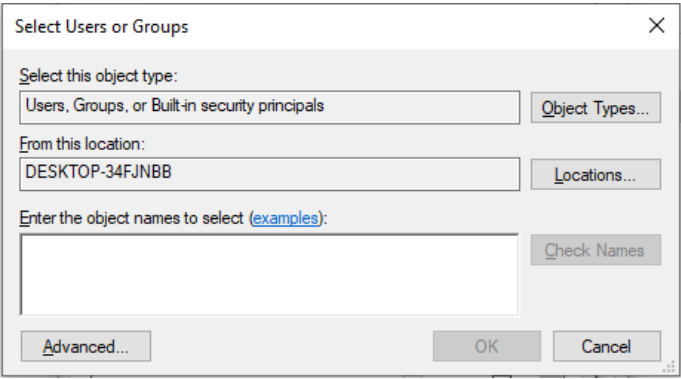 Select Users or Groups
Select this object type:
Users, Groups, or Built-in security principals
Object Types...
From this location:
DESKTOP-34FJNBB
Locations...
Enter the object names to select (examples):
Check Names
Advanced...
OK
Cancel